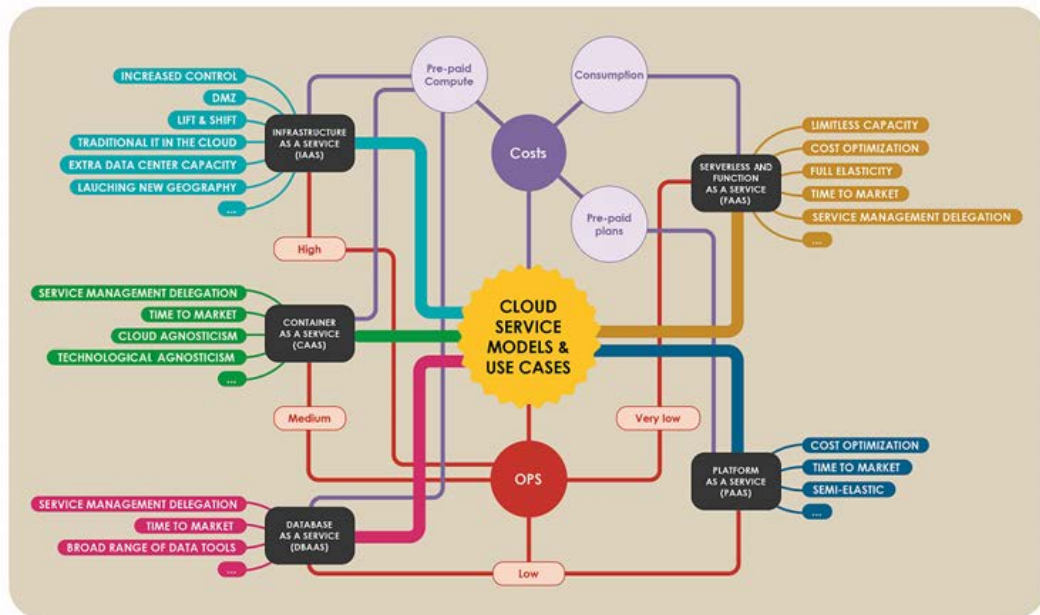 INCREASED CONTROL
DMZ
LIFT & SHIFT
TRADITIONAL IT IN THE CLOUD
EXTRA DATA CENTER CAPACITY
LAUCHING NEW GEOGRAPHY
...
INFRASTRUCTURE
AS A SERVICE
(IAAS)
Pre-paid
Compute
Consumption
Costs
Pre-paid
plans
SERVERLESS AND
FUNCTION
AS A SERVICE
(FAAS)
LIMITLESS CAPACITY
COST OPTIMIZATION
FULL ELASTICITY
TIME TO MARKET
SERVICE MANAGEMENT DELEGATION
...
High
SERVICE MANAGEMENT DELEGATION
TIME TO MARKET
CLOUD AGNOSTICISM
TECHNOLOGICAL AGNOSTICISM
...
CONTAINER
AS A SERVICE
(CAAS)
CLOUD
SERVICE
MODELS &
USE CASES
Medium
Very low
OPS
SERVICE MANAGEMENT DELEGATION
TIME TO MARKET
BROAD RANGE OF DATA TOOLS
...
DATABASE
AS A SERVICE
(DBAAS)
Low
PLATFORM
AS A SERVICE
(PAAS)
COST OPTIMIZATION
TIME TO MARKET
SEMI-ELASTIC
...